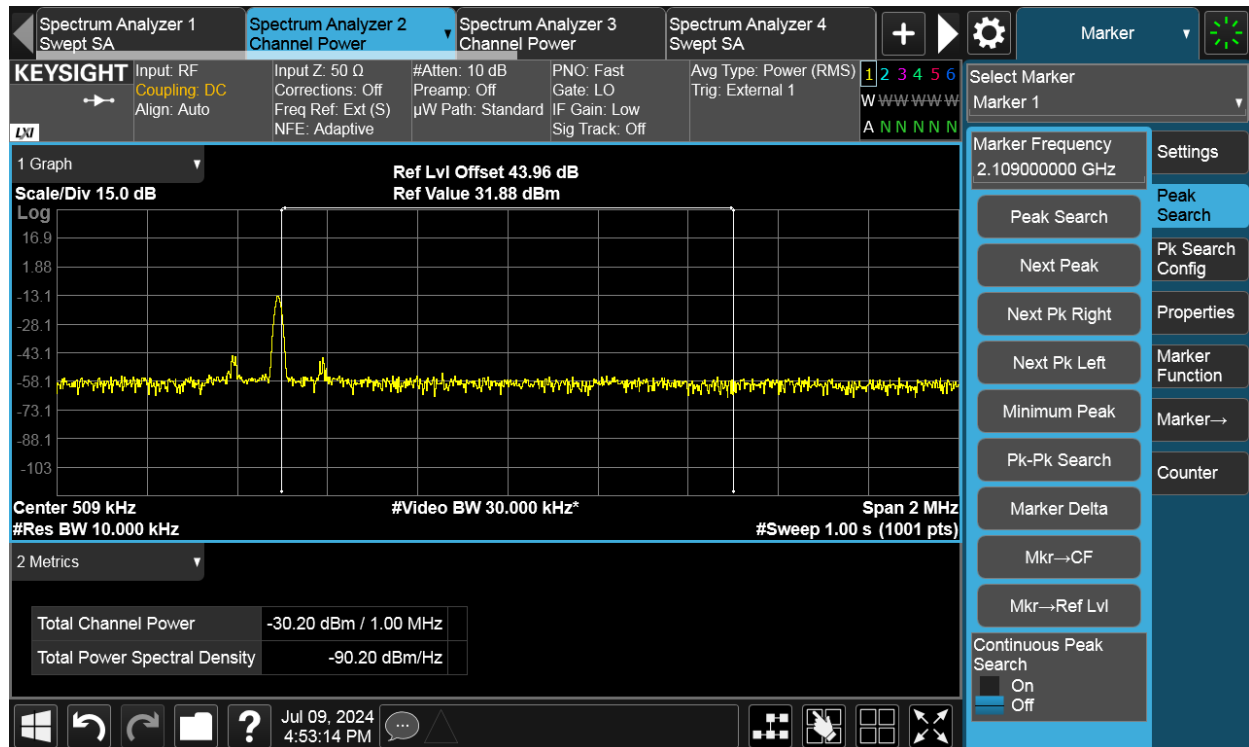 Spectrum Analyzer 1
Swept SA
Spectrum Analyzer 2
Channel Power
Spectrum Analyzer 3
Channel Power
Spectrum Analyzer 4
Swept SA
Marker
KEYSIGHT
LXI
Input: RF
Coupling: DC
Align: Auto
Input Z: 50 Ω
Corrections: Off
Freq Ref: Ext (S)
NFE: Adaptive
#Atten: 10 dB
Preamp: Off
µW Path: Standard
PNO: Fast
Gate: LO
IF Gain: Low
Sig Track: Off
Avg Type: Power (RMS)
Trig: External 1
1 2 3 4 5 6
W W W W W W
A N N N N N
Select Marker
Marker 1
1 Graph
Scale/Div 15.0 dB
Ref Lvl Offset 43.96 dB
Ref Value 31.88 dBm
Log
16.9
1.88
-13.1
-28.1
-43.1
-58.1
-73.1
-88.1
-103
Center 509 kHz
#Res BW 10.000 kHz
#Video BW 30.000 kHz*
Span 2 MHz
#Sweep 1.00 s (1001 pts)
2 Metrics
Total Channel Power -30.20 dBm / 1.00 MHz
Total Power Spectral Density -90.20 dBm/Hz
Marker Frequency
2.109000000 GHz
Peak Search
Next Peak
Next Pk Right
Next Pk Left
Minimum Peak
Pk-Pk Search
Marker Delta
Mkr→CF
Mkr→Ref Lvl
Continuous Peak
Search
On
Off
Settings
Peak
Search
Pk Search
Config
Properties
Marker
Function
Marker→
Counter
?
Jul 09, 2024
4:53:14 PM